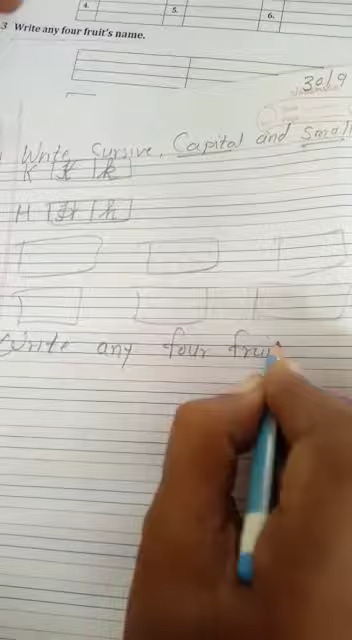 4. 5. 6.
3 Write any four fruit's name.
30/9
Write Cursive, Capital and Small
K K k
H H h
Write any four frui